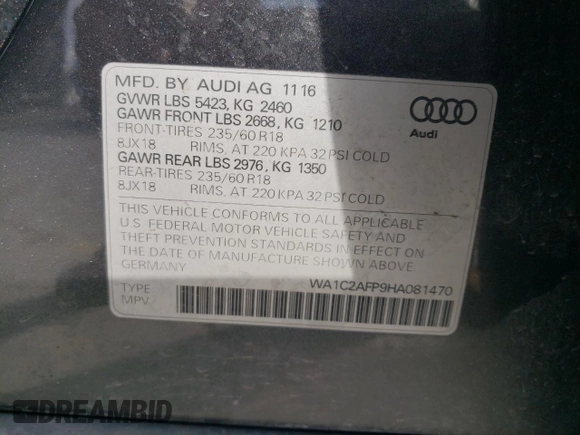 MFD. BY AUDI AG 1116
GVWR LBS 5423, KG 2460
GAWR FRONT LBS 2668, KG 1210
FRONT-TIRES 235/60 R18
8JX18 RIMS, AT 220 KPA 32 PSI COLD
GAWR REAR LBS 2976, KG 1350
REAR-TIRES 235/60 R18
8JX18 RIMS, AT 220 KPA 32 PSI COLD
THIS VEHICLE CONFORMS TO ALL APPLICABLE
U.S. FEDERAL MOTOR VEHICLE SAFETY AND
THEFT PREVENTION STANDARDS IN EFFECT ON
THE DATE OF MANUFACTURE SHOWN ABOVE
GERMANY
Audi
WA1C2AFP9HA081470
TYPE
MPV
DREAMBID